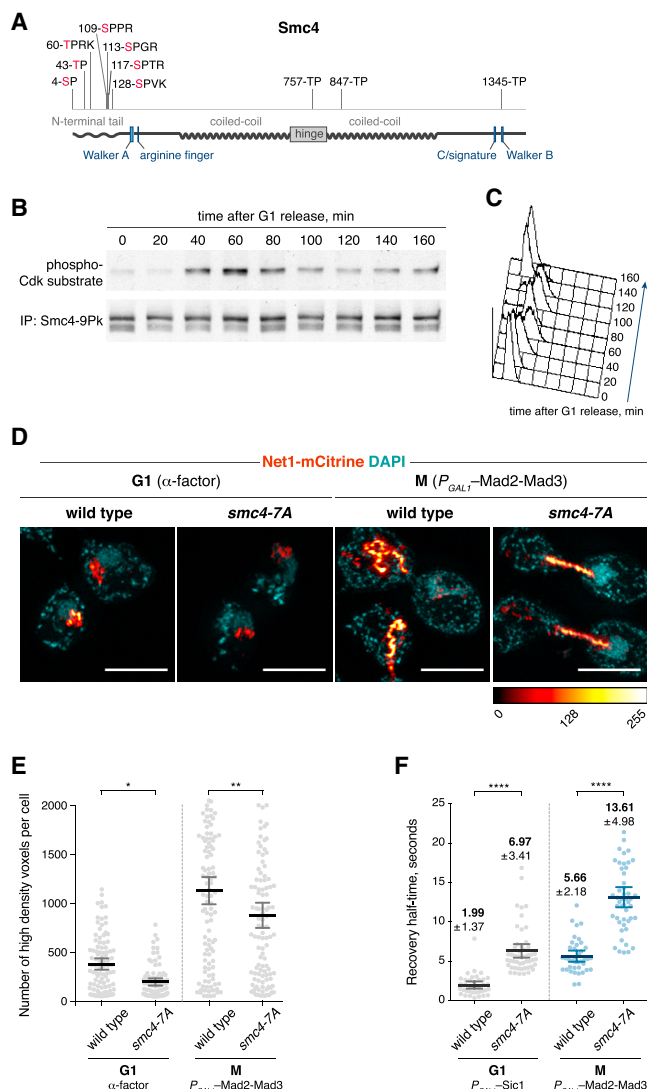 A
Smc4
109-SPPR
60-TPRK
113-SPGR
43-TP
117-SPTR
4-SP
128-SPVK
757-TP
847-TP
1345-TP
N-terminal tail
coiled-coil
hinge
coiled-coil
Walker A
arginine finger
C/signature
Walker B
B
time after G1 release, min
0 20 40 60 80 100 120 140 160
phospho-
Cdk substrate
IP: Smc4-9Pk
C
160
140
120
100
80
60
40
20
0
time after G1 release, min
D
Net1-mCitrine DAPI
G1 (α-factor)
M (PGAL1–Mad2-Mad3)
wild type
smc4-7A
wild type
smc4-7A
0
128
255
E
Number of high density voxels per cell
2000
1500
1000
500
0
*
**
wild type
smc4-7A
wild type
smc4-7A
G1
α-factor
M
–Mad2-Mad3
F
Recovery half-time, seconds
25
20
15
10
5
0
****
****
1.99
±1.37
6.97
±3.41
5.66
±2.18
13.61
±4.98
wild type
smc4-7A
wild type
smc4-7A
G1
–Sic1
M
–Mad2-Mad3